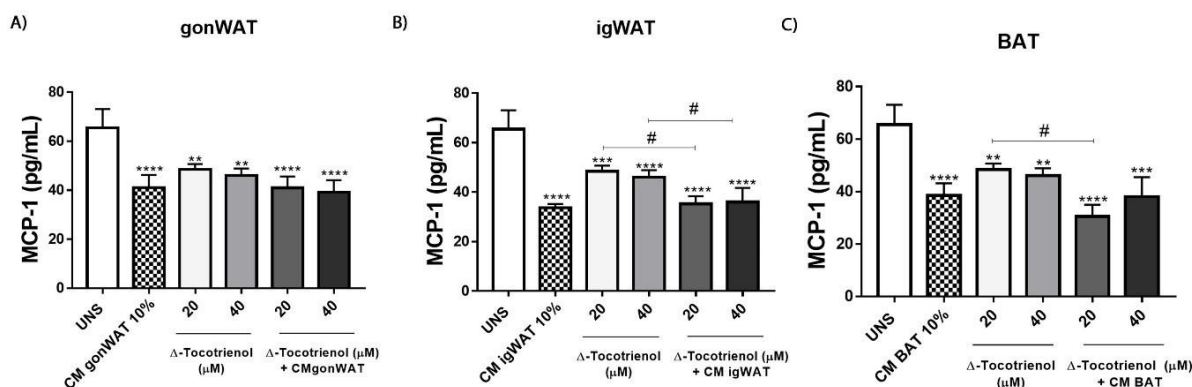 A)
gonWAT
MCP-1 (pg/mL)
80
60
40
20
0
****
**
**
****
****
UNS
CM gonWAT 10%
20
40
20
40
Δ-Tocotrienol
(μM)
Δ-Tocotrienol (μM)
+ CMgonWAT
B)
igWAT
MCP-1 (pg/mL)
80
60
40
20
0
#
#
****
***
****
****
****
UNS
CM igWAT 10%
20
40
20
40
Δ-Tocotrienol
(μM)
Δ-Tocotrienol (μM)
+ CM igWAT
C)
BAT
MCP-1 (pg/mL)
80
60
40
20
0
#
****
**
**
****
***
UNS
CM BAT 10%
20
40
20
40
Δ-Tocotrienol
(μM)
Δ-Tocotrienol (μM)
+ CM BAT